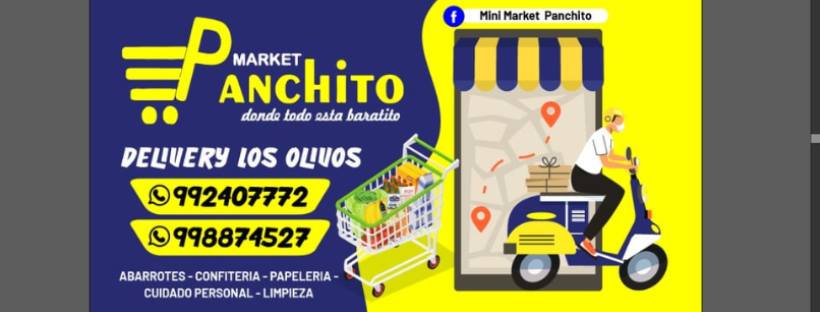 f Mini Market Panchito
MARKET
PANCHITO
donde todo esta baratito
DELIVERY LOS OLIVOS
992407772
998874527
ABARROTES - CONFITERIA - PAPELERIA -
CUIDADO PERSONAL - LIMPIEZA